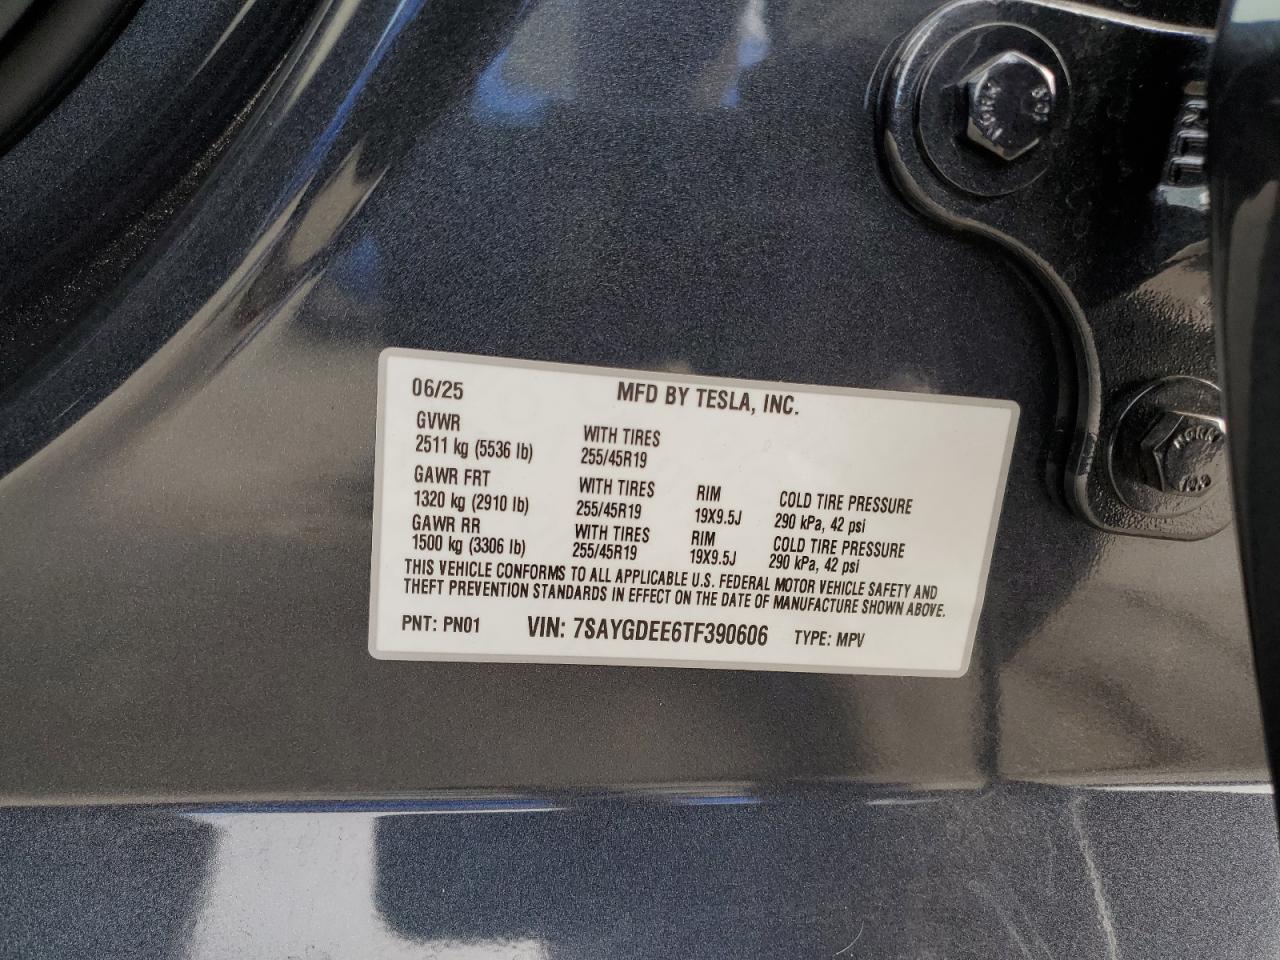 06/25 MFD BY TESLA, INC.
GVWR
2511 kg (5536 lb)
WITH TIRES
255/45R19
GAWR FRT
1320 kg (2910 lb)
WITH TIRES
255/45R19
RIM
19X9.5J
COLD TIRE PRESSURE
290 kPa, 42 psi
GAWR RR
1500 kg (3306 lb)
WITH TIRES
255/45R19
RIM
19X9.5J
COLD TIRE PRESSURE
290 kPa, 42 psi
THIS VEHICLE CONFORMS TO ALL APPLICABLE U.S. FEDERAL MOTOR VEHICLE SAFETY AND
THEFT PREVENTION STANDARDS IN EFFECT ON THE DATE OF MANUFACTURE SHOWN ABOVE.
PNT: PN01 VIN: 7SAYGDEE6TF390606 TYPE: MPV